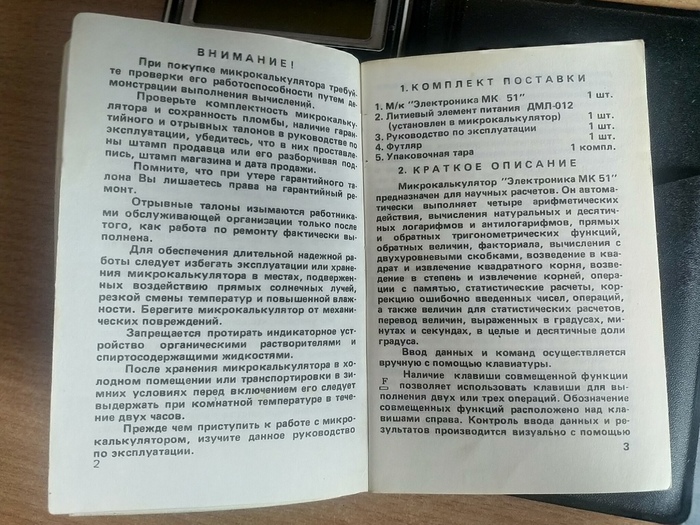 ВНИМАНИЕ!
При покупке микрокалькулятора требуй-
те проверки его работоспособности путем де-
монстрации выполнения вычислений.
Проверьте комплектность микрокальку-
лятора и сохранность пломбы, наличие гаран-
тийного и отрывных талонов в руководстве по
эксплуатации, убедитесь, что в них проставле-
ны штамп продавца или его разборчивая под-
пись, штамп магазина и дата продажи.
Помните, что при утере гарантийного та-
лона Вы лишаетесь права на гарантийный ре-
монт.
Отрывные талоны изымаются работника-
ми обслуживающей организации только после
того, как работа по ремонту фактически вы-
полнена.
Для обеспечения длительной надежной ра-
боты следует избегать эксплуатации или хране-
ния микрокалькулятора в местах, подвержен-
ных воздействию прямых солнечных лучей,
резкой смены температур и повышенной влаж-
ности. Берегите микрокалькулятор от механи-
ческих повреждений.
Запрещается протирать индикаторное уст-
ройство органическими растворителями и
спиртосодержащими жидкостями.
После хранения микрокалькулятора в хо-
лодном помещении или транспортировки в зи-
мних условиях перед включением его следует
выдержать при комнатной температуре в тече-
ние двух часов.
Прежде чем приступить к работе с микро-
калькулятором, изучите данное руководство
по эксплуатации.
2
1. КОМПЛЕКТ ПОСТАВКИ
1. М/к "Электроника МК 51" 1 шт.
2. Литиевый элемент питания ДМЛ-012
(установлен в микрокалькулятор) 1 шт.
3. Руководство по эксплуатации 1 шт.
4. Футляр 1 шт.
5. Упаковочная тара 1 компл.
2. КРАТКОЕ ОПИСАНИЕ
Микрокалькулятор "Электроника МК 51"
предназначен для научных расчетов. Он автома-
тически выполняет четыре арифметических
действия, вычисления натуральных и десятич-
ных логарифмов и антилогарифмов, прямых
и обратных тригонометрических функций,
обратных величин, факториала, вычисления с
двухуровневыми скобками, возведение в ква-
драт и извлечение квадратного корня, возве-
дение в степень и извлечение корней, опера-
ции с памятью, статистические расчеты, кор-
рекцию ошибочно введенных чисел, операций,
а также величин для статистических расчетов,
перевод величин, выраженных в градусах, ми-
нутах и секундах, в целые и десятичные доли
градуса.
Ввод данных и команд осуществляется
вручную с помощью клавиатуры.
Наличие клавиши совмещенной функции
F позволяет использовать клавиши для вы-
полнения двух или трех операций. Обозначение
совмещенных функций расположено над кла-
вишами справа. Контроль ввода данных и ре-
зультатов производится визуально с помощью
3